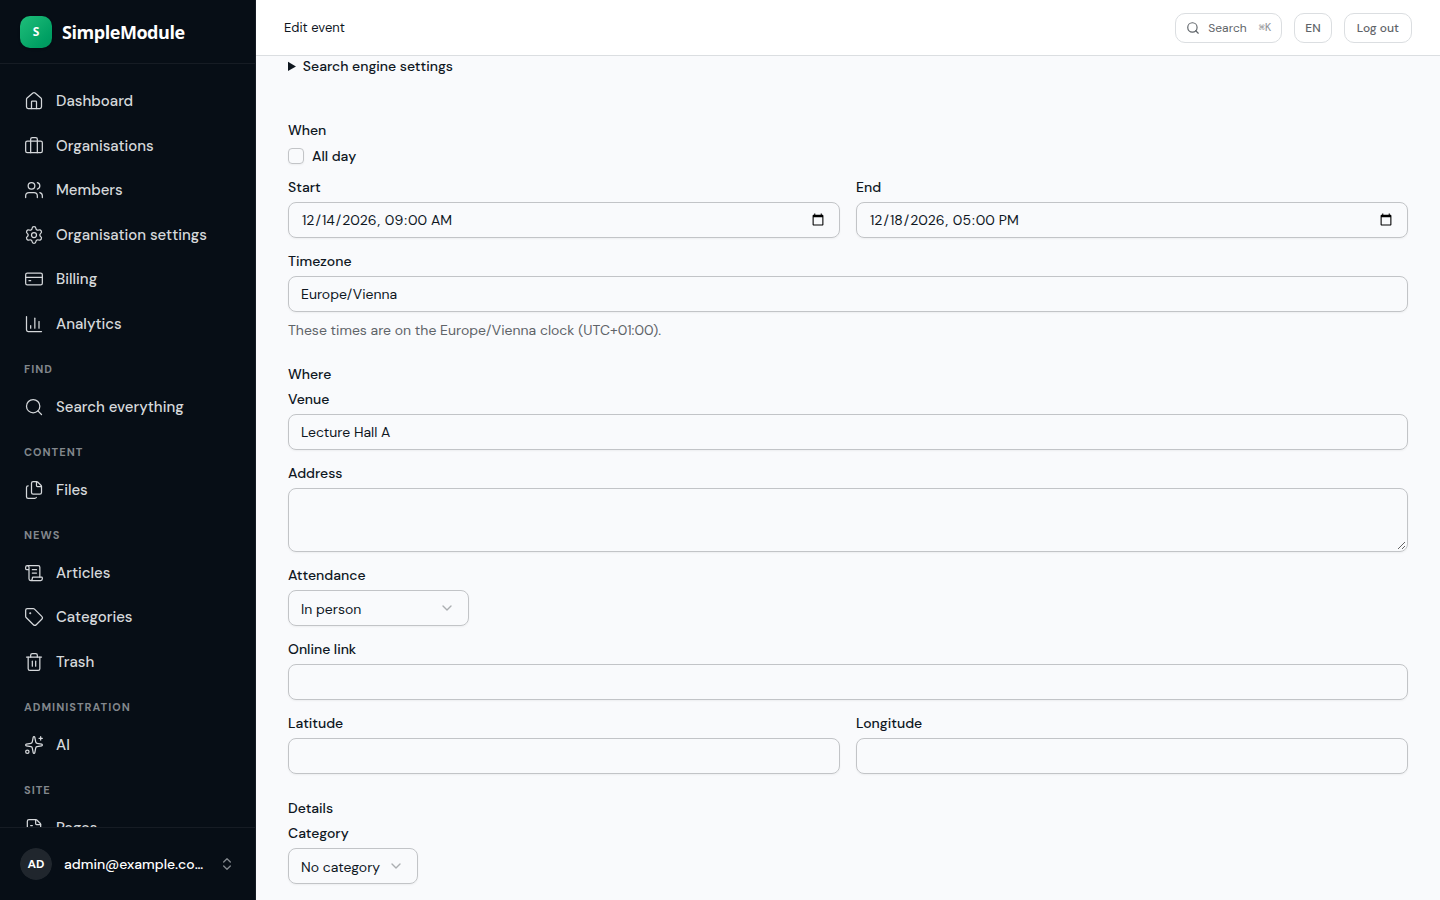 S SimpleModule
Edit event
Search ⌘K
EN
Log out
Dashboard
Organisations
Members
Organisation settings
Billing
Analytics
FIND
Search everything
CONTENT
Files
NEWS
Articles
Categories
Trash
ADMINISTRATION
AI
SITE
Pages
AD admin@example.co...
Search engine settings
When
All day
Start
End
12/14/2026, 09:00 AM
12/18/2026, 05:00 PM
Timezone
Europe/Vienna
These times are on the Europe/Vienna clock (UTC+01:00).
Where
Venue
Lecture Hall A
Address
Attendance
In person
Online link
Latitude
Longitude
Details
Category
No category